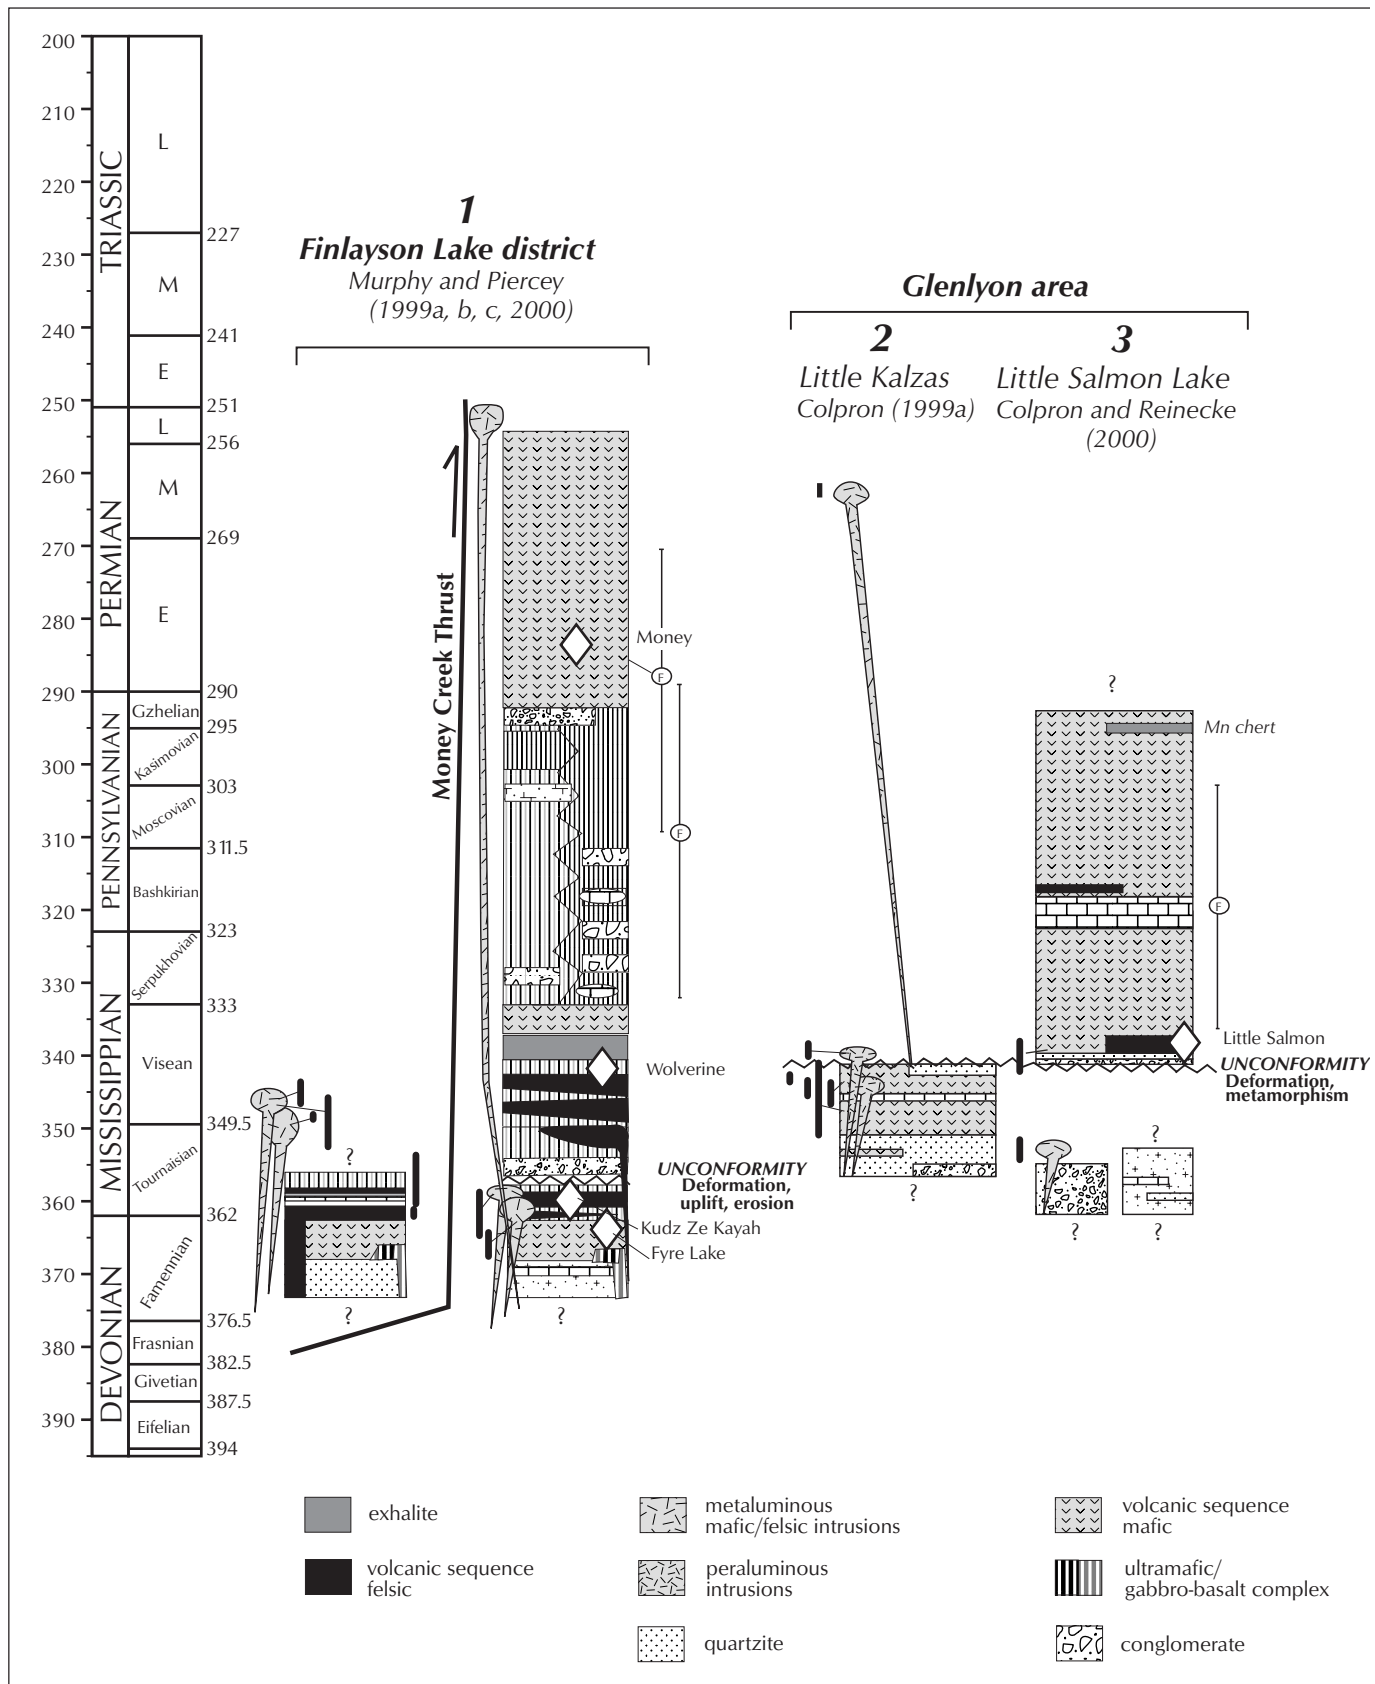 200
210
220
230
240
250
260
270
280
290
300
310
320
330
340
350
360
370
380
390
TRIASSIC
PERMIAN
PENNSYLVANIAN
MISSISSIPPIAN
DEVONIAN
L
M
E
L
M
E
Gzhelian
Kasimovian
Moscovian
Bashkirian
Serpukhovian
Visean
Tournaisian
Famennian
Frasnian
Givetian
Eifelian
227
241
251
256
269
290
295
303
311.5
323
333
349.5
362
376.5
382.5
387.5
394
1
Finlayson Lake district
Murphy and Piercey
(1999a, b, c, 2000)
Money Creek Thrust
Money
F
F
Wolverine
UNCONFORMITY
Deformation,
uplift, erosion
Kudz Ze Kayah
Fyre Lake
?
?
?
Glenlyon area
2
Little Kalzas
Colpron (1999a)
?
3
Little Salmon Lake
Colpron and Reinecke
(2000)
?
Mn chert
F
Little Salmon
UNCONFORMITY
Deformation,
metamorphism
?
?
?
exhalite
volcanic sequence
felsic
metaluminous
mafic/felsic intrusions
peraluminous
intrusions
quartzite
volcanic sequence
mafic
ultramafic/
gabbro-basalt complex
conglomerate